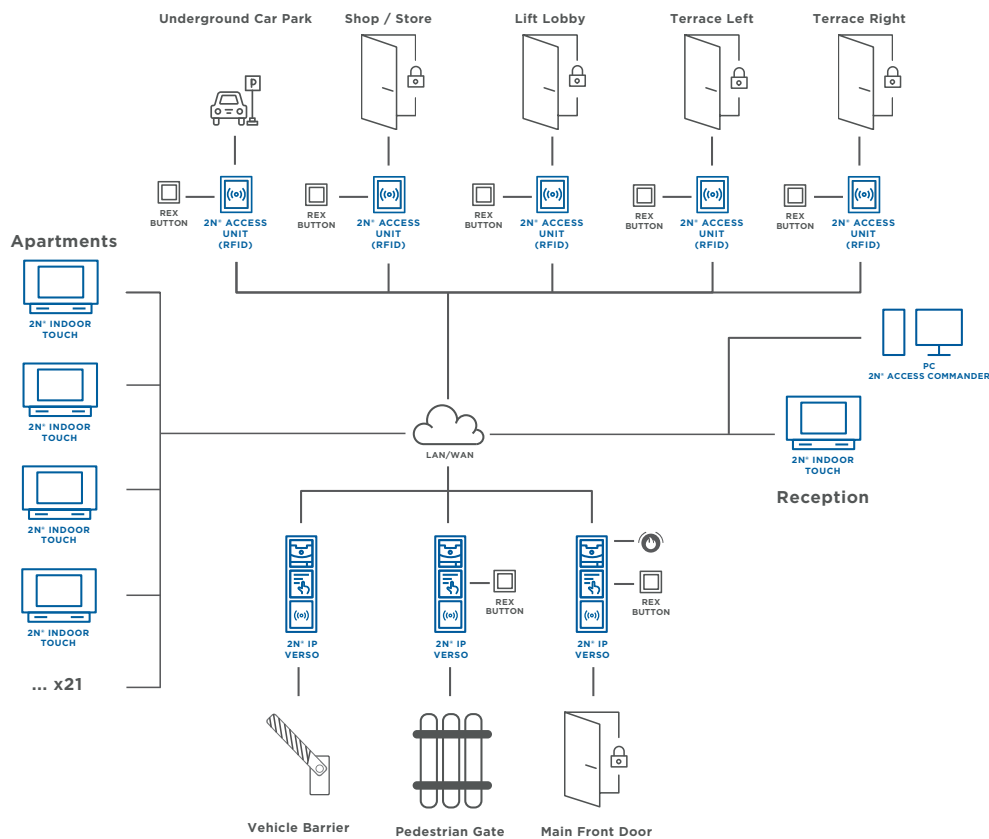 Underground Car Park
Shop / Store
Lift Lobby
Terrace Left
Terrace Right
P
REX
BUTTON
2N° ACCESS
UNIT
(RFID)
REX
BUTTON
2N° ACCESS
UNIT
(RFID)
REX
BUTTON
2N° ACCESS
UNIT
(RFID)
REX
BUTTON
2N° ACCESS
UNIT
(RFID)
REX
BUTTON
2N° ACCESS
UNIT
(RFID)
Apartments
2N° INDOOR
TOUCH
2N° INDOOR
TOUCH
2N° INDOOR
TOUCH
2N° INDOOR
TOUCH
... x21
LAN/WAN
PC
2N° ACCESS COMMANDER
2N° INDOOR
TOUCH
Reception
2N° IP
VERSO
REX
BUTTON
2N° IP
VERSO
REX
BUTTON
2N° IP
VERSO
Vehicle Barrier
Pedestrian Gate
Main Front Door